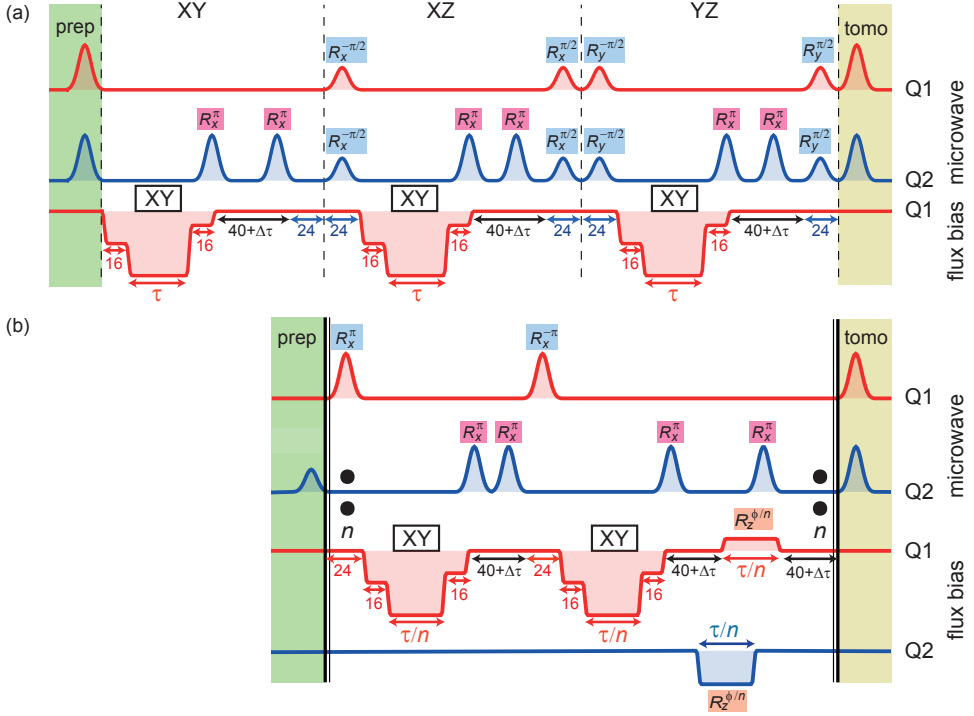 (a)
XY XZ YZ
prep tomo
R_x^{-π/2} R_x^{π/2} R_y^{-π/2} R_y^{π/2}
Q1
R_x^π R_x^π R_x^{-π/2} R_x^π R_x^π R_x^{π/2} R_y^{-π/2} R_x^π R_x^π R_y^{π/2}
Q2
microwave
XY XY XY
Q1
16 16 40+Δτ 24 24 16 16 40+Δτ 24 24 16 16 40+Δτ 24
τ τ τ
flux bias
(b)
prep tomo
R_x^π R_x^{-π}
Q1
R_x^π R_x^π R_x^π R_x^π
Q2
microwave
n n
XY XY
R_z^{ϕ/n}
Q1
24 16 16 40+Δτ 24 16 16 40+Δτ τ/n 40+Δτ
τ/n τ/n
τ/n
Q2
R_z^{ϕ/n}
flux bias